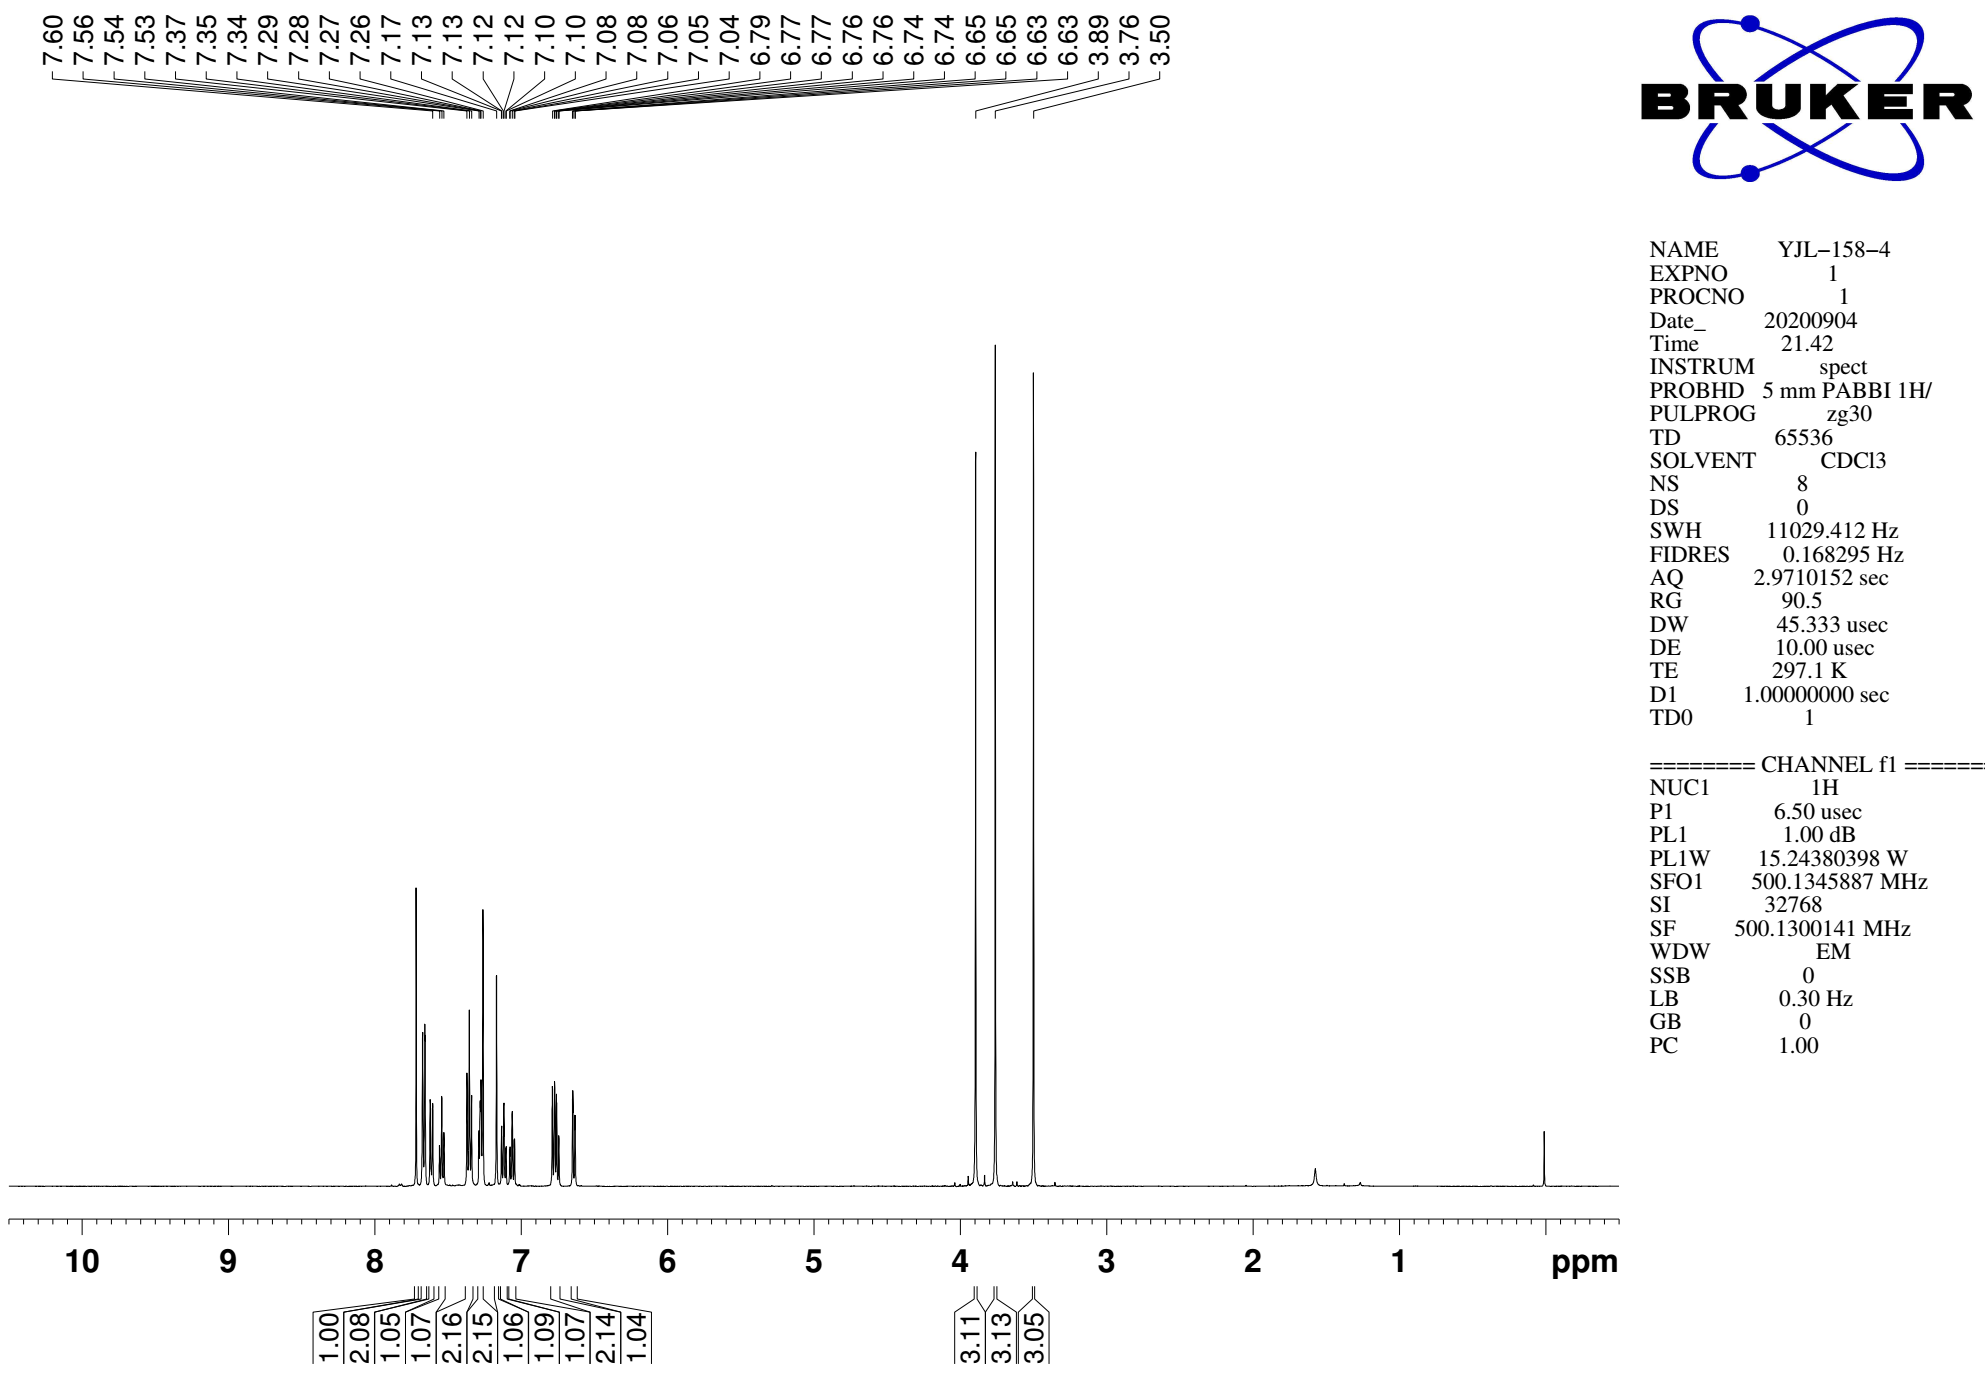 7.60 7.56 7.54 7.53 7.37 7.35 7.34 7.29 7.28 7.27 7.26 7.17 7.13 7.13 7.12 7.12 7.10 7.10 7.08 7.08 7.06 7.05 7.04 6.79 6.77 6.77 6.76 6.76 6.74 6.74 6.65 6.65 6.63 6.63 3.89 3.76 3.50
BRUKER
NAME YJL-158-4
EXPNO 1
PROCNO 1
Date_ 20200904
Time 21.42
INSTRUM spect
PROBHD 5 mm PABBI 1H/
PULPROG zg30
TD 65536
SOLVENT CDCl3
NS 8
DS 0
SWH 11029.412 Hz
FIDRES 0.168295 Hz
AQ 2.9710152 sec
RG 90.5
DW 45.333 usec
DE 10.00 usec
TE 297.1 K
D1 1.00000000 sec
TD0 1
======== CHANNEL f1 =======
NUC1 1H
P1 6.50 usec
PL1 1.00 dB
PL1W 15.24380398 W
SFO1 500.1345887 MHz
SI 32768
SF 500.1300141 MHz
WDW EM
SSB 0
LB 0.30 Hz
GB 0
PC 1.00
10 9 8 7 6 5 4 3 2 1 ppm
1.00 2.08 1.05 1.07 2.16 2.15 1.06 1.09 1.07 2.14 1.04 3.11 3.13 3.05